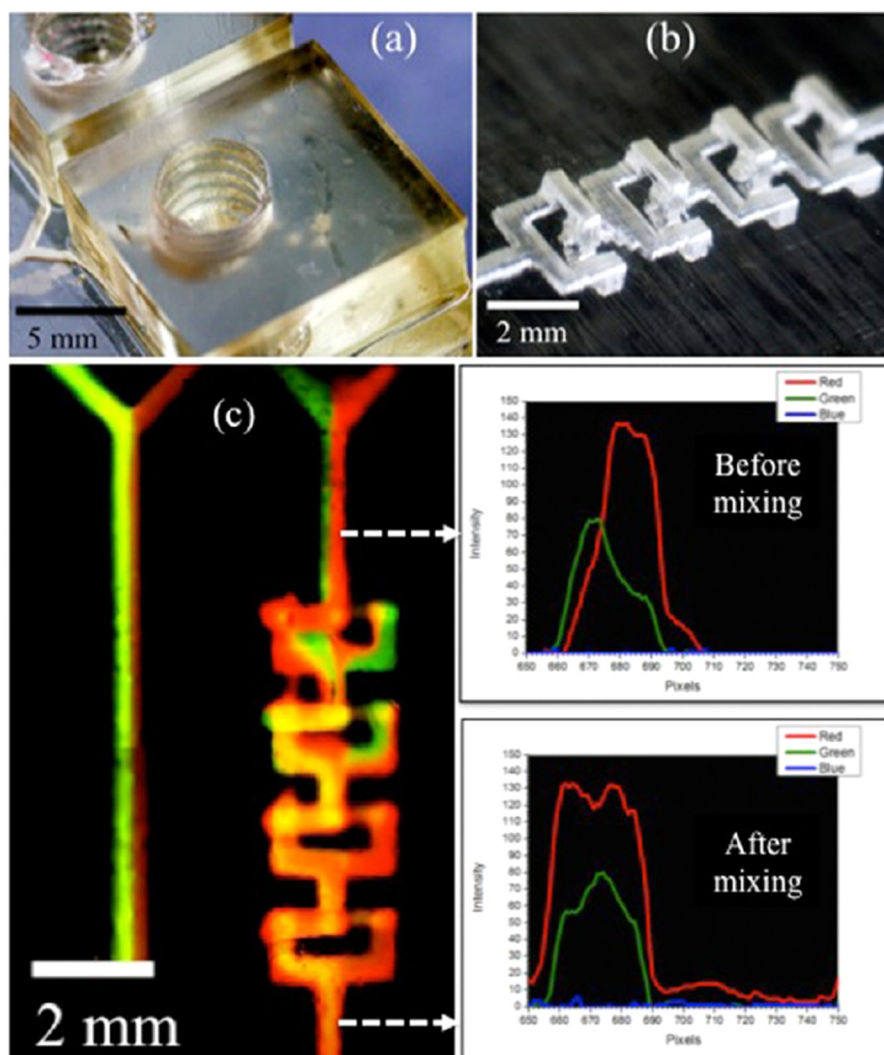 (a)
5 mm
(b)
2 mm
(c)
2 mm
Red
Green
Blue
150
140
130
120
110
100
90
80
70
60
50
40
30
20
10
0
Intensity
Before
mixing
650 660 670 680 690 700 710 720 730 740 750
Pixels
Red
Green
Blue
150
140
130
120
110
100
90
80
70
60
50
40
30
20
10
0
Intensity
After
mixing
650 660 670 680 690 700 710 720 730 740 750
Pixels